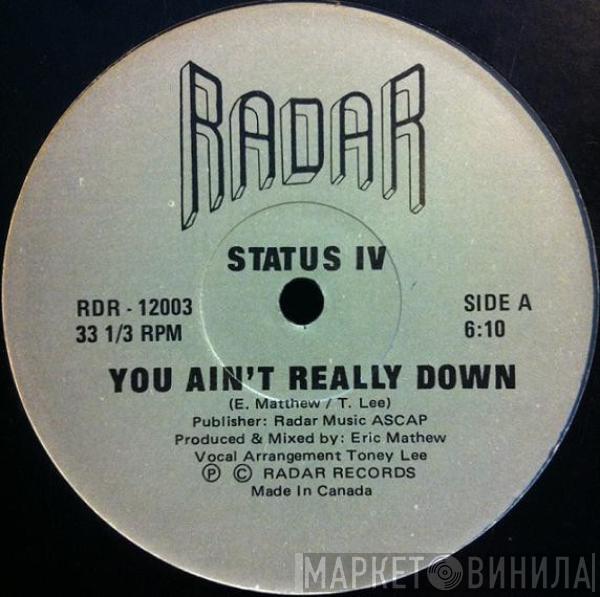 RADAR
STATUS IV
RDR - 12003
33 1/3 RPM
SIDE A
6:10
YOU AIN'T REALLY DOWN
(E. Matthew / T. Lee)
Publisher: Radar Music ASCAP
Produced & Mixed by: Eric Mathew
Vocal Arrangement Toney Lee
℗ © RADAR RECORDS
Made In Canada
МАРКЕТ ВИНИЛА